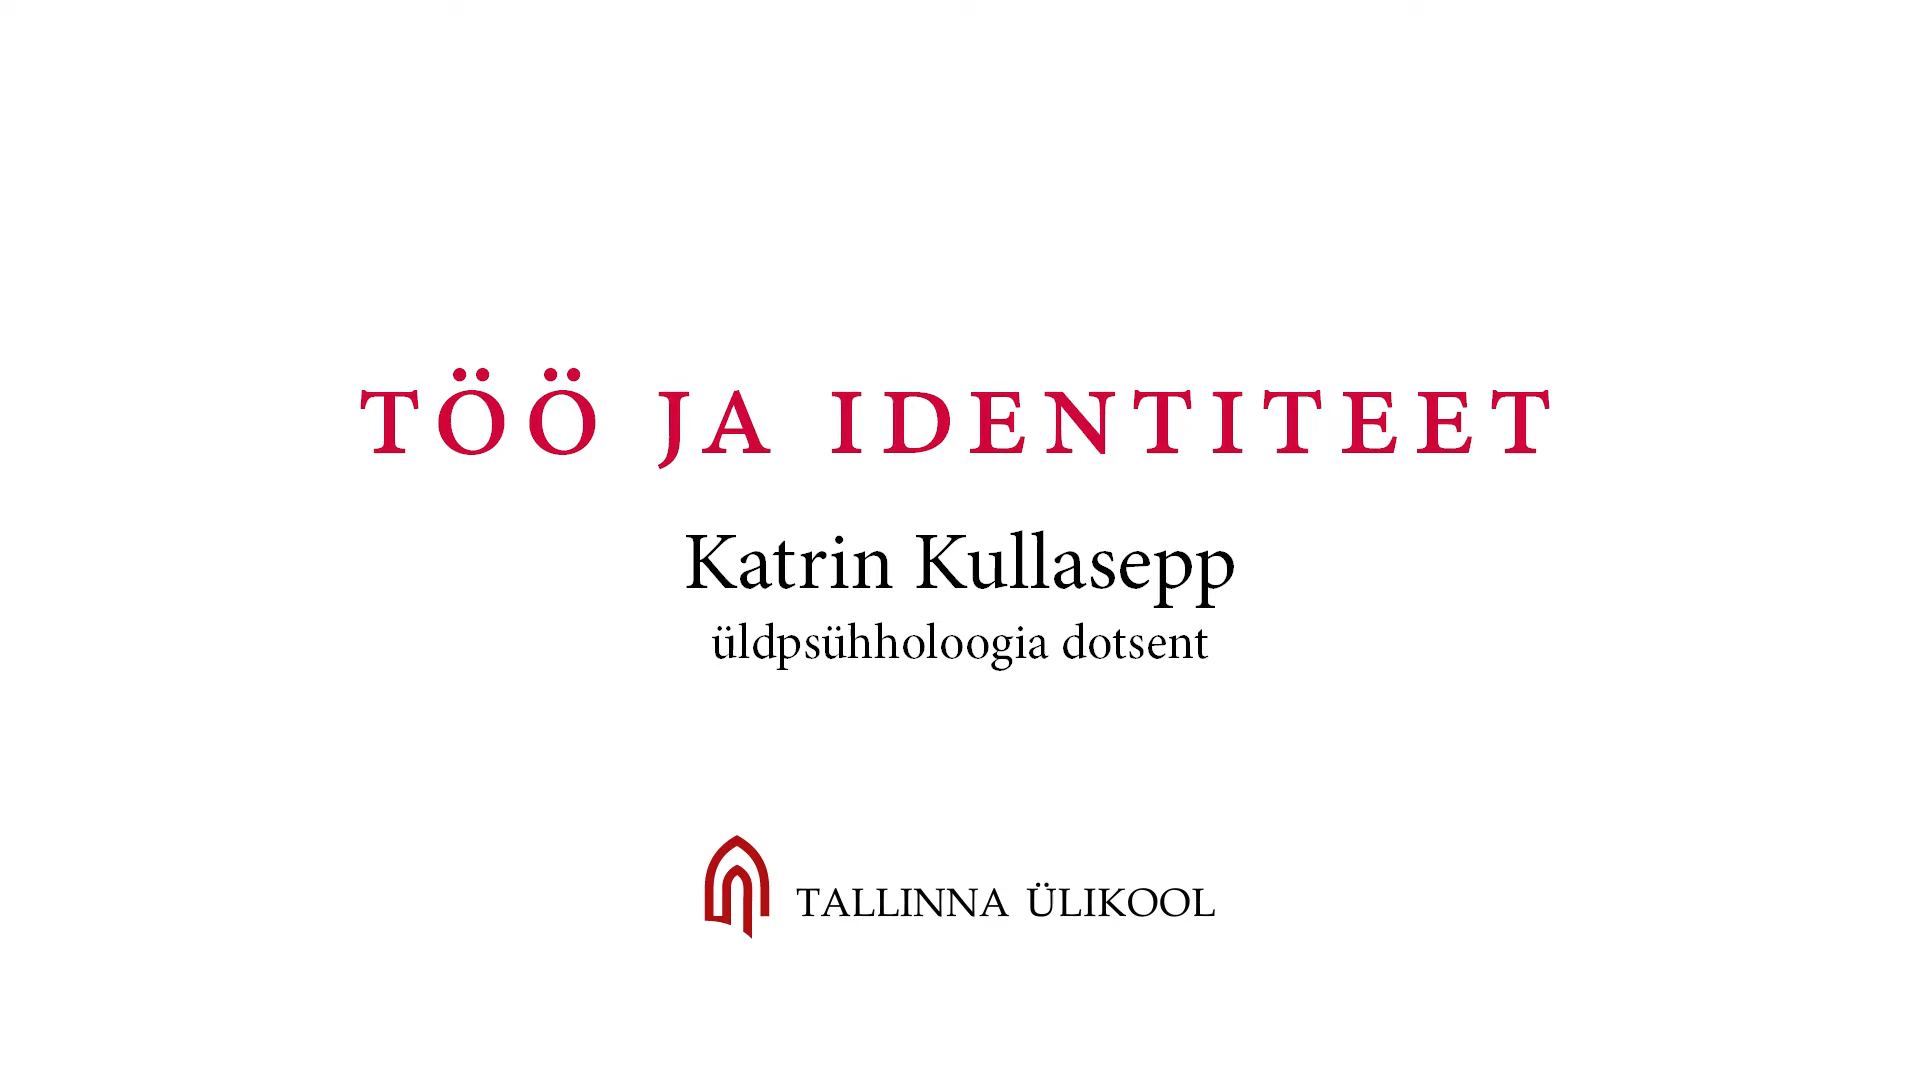 TÖÖ JA IDENTITEET
Katrin Kullasepp
üldpsühholoogia dotsent
TALLINNA ÜLIKOOL